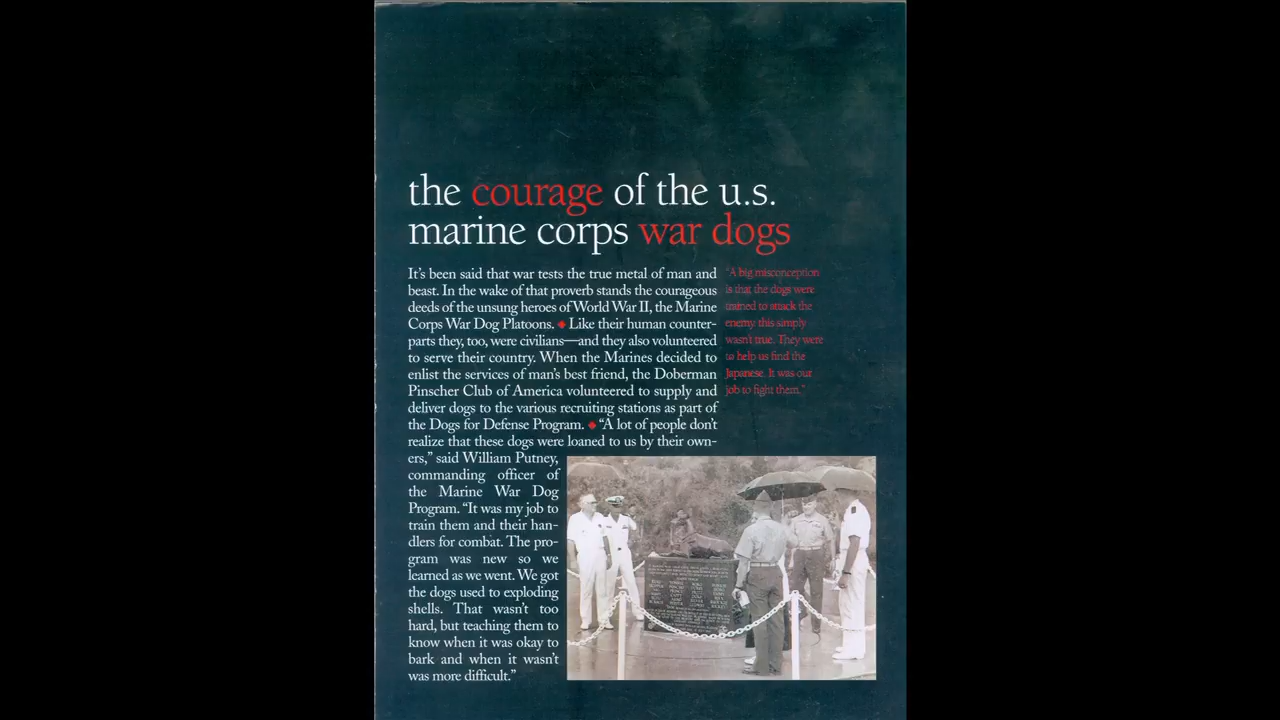 the courage of the u.s.
marine corps war dogs
It's been said that war tests the true metal of man and
beast. In the wake of that proverb stands the courageous
deeds of the unsung heroes of World War II, the Marine
Corps War Dog Platoons. ◆ Like their human counter-
parts they, too, were civilians—and they also volunteered
to serve their country. When the Marines decided to
enlist the services of man's best friend, the Doberman
Pinscher Club of America volunteered to supply and
deliver dogs to the various recruiting stations as part of
the Dogs for Defense Program. ◆ “A lot of people don't
realize that these dogs were loaned to us by their own-
ers,” said William Putney,
commanding officer of
the Marine War Dog
Program. “It was my job to
train them and their han-
dlers for combat. The pro-
gram was new so we
learned as we went. We got
the dogs used to exploding
shells. That wasn't too
hard, but teaching them to
know when it was okay to
bark and when it wasn't
was more difficult.”
“A big misconception
is that the dogs were
trained to attack the
enemy, this simply
wasn't true. They were
to help us find the
Japanese. It was our
job to fight them.”